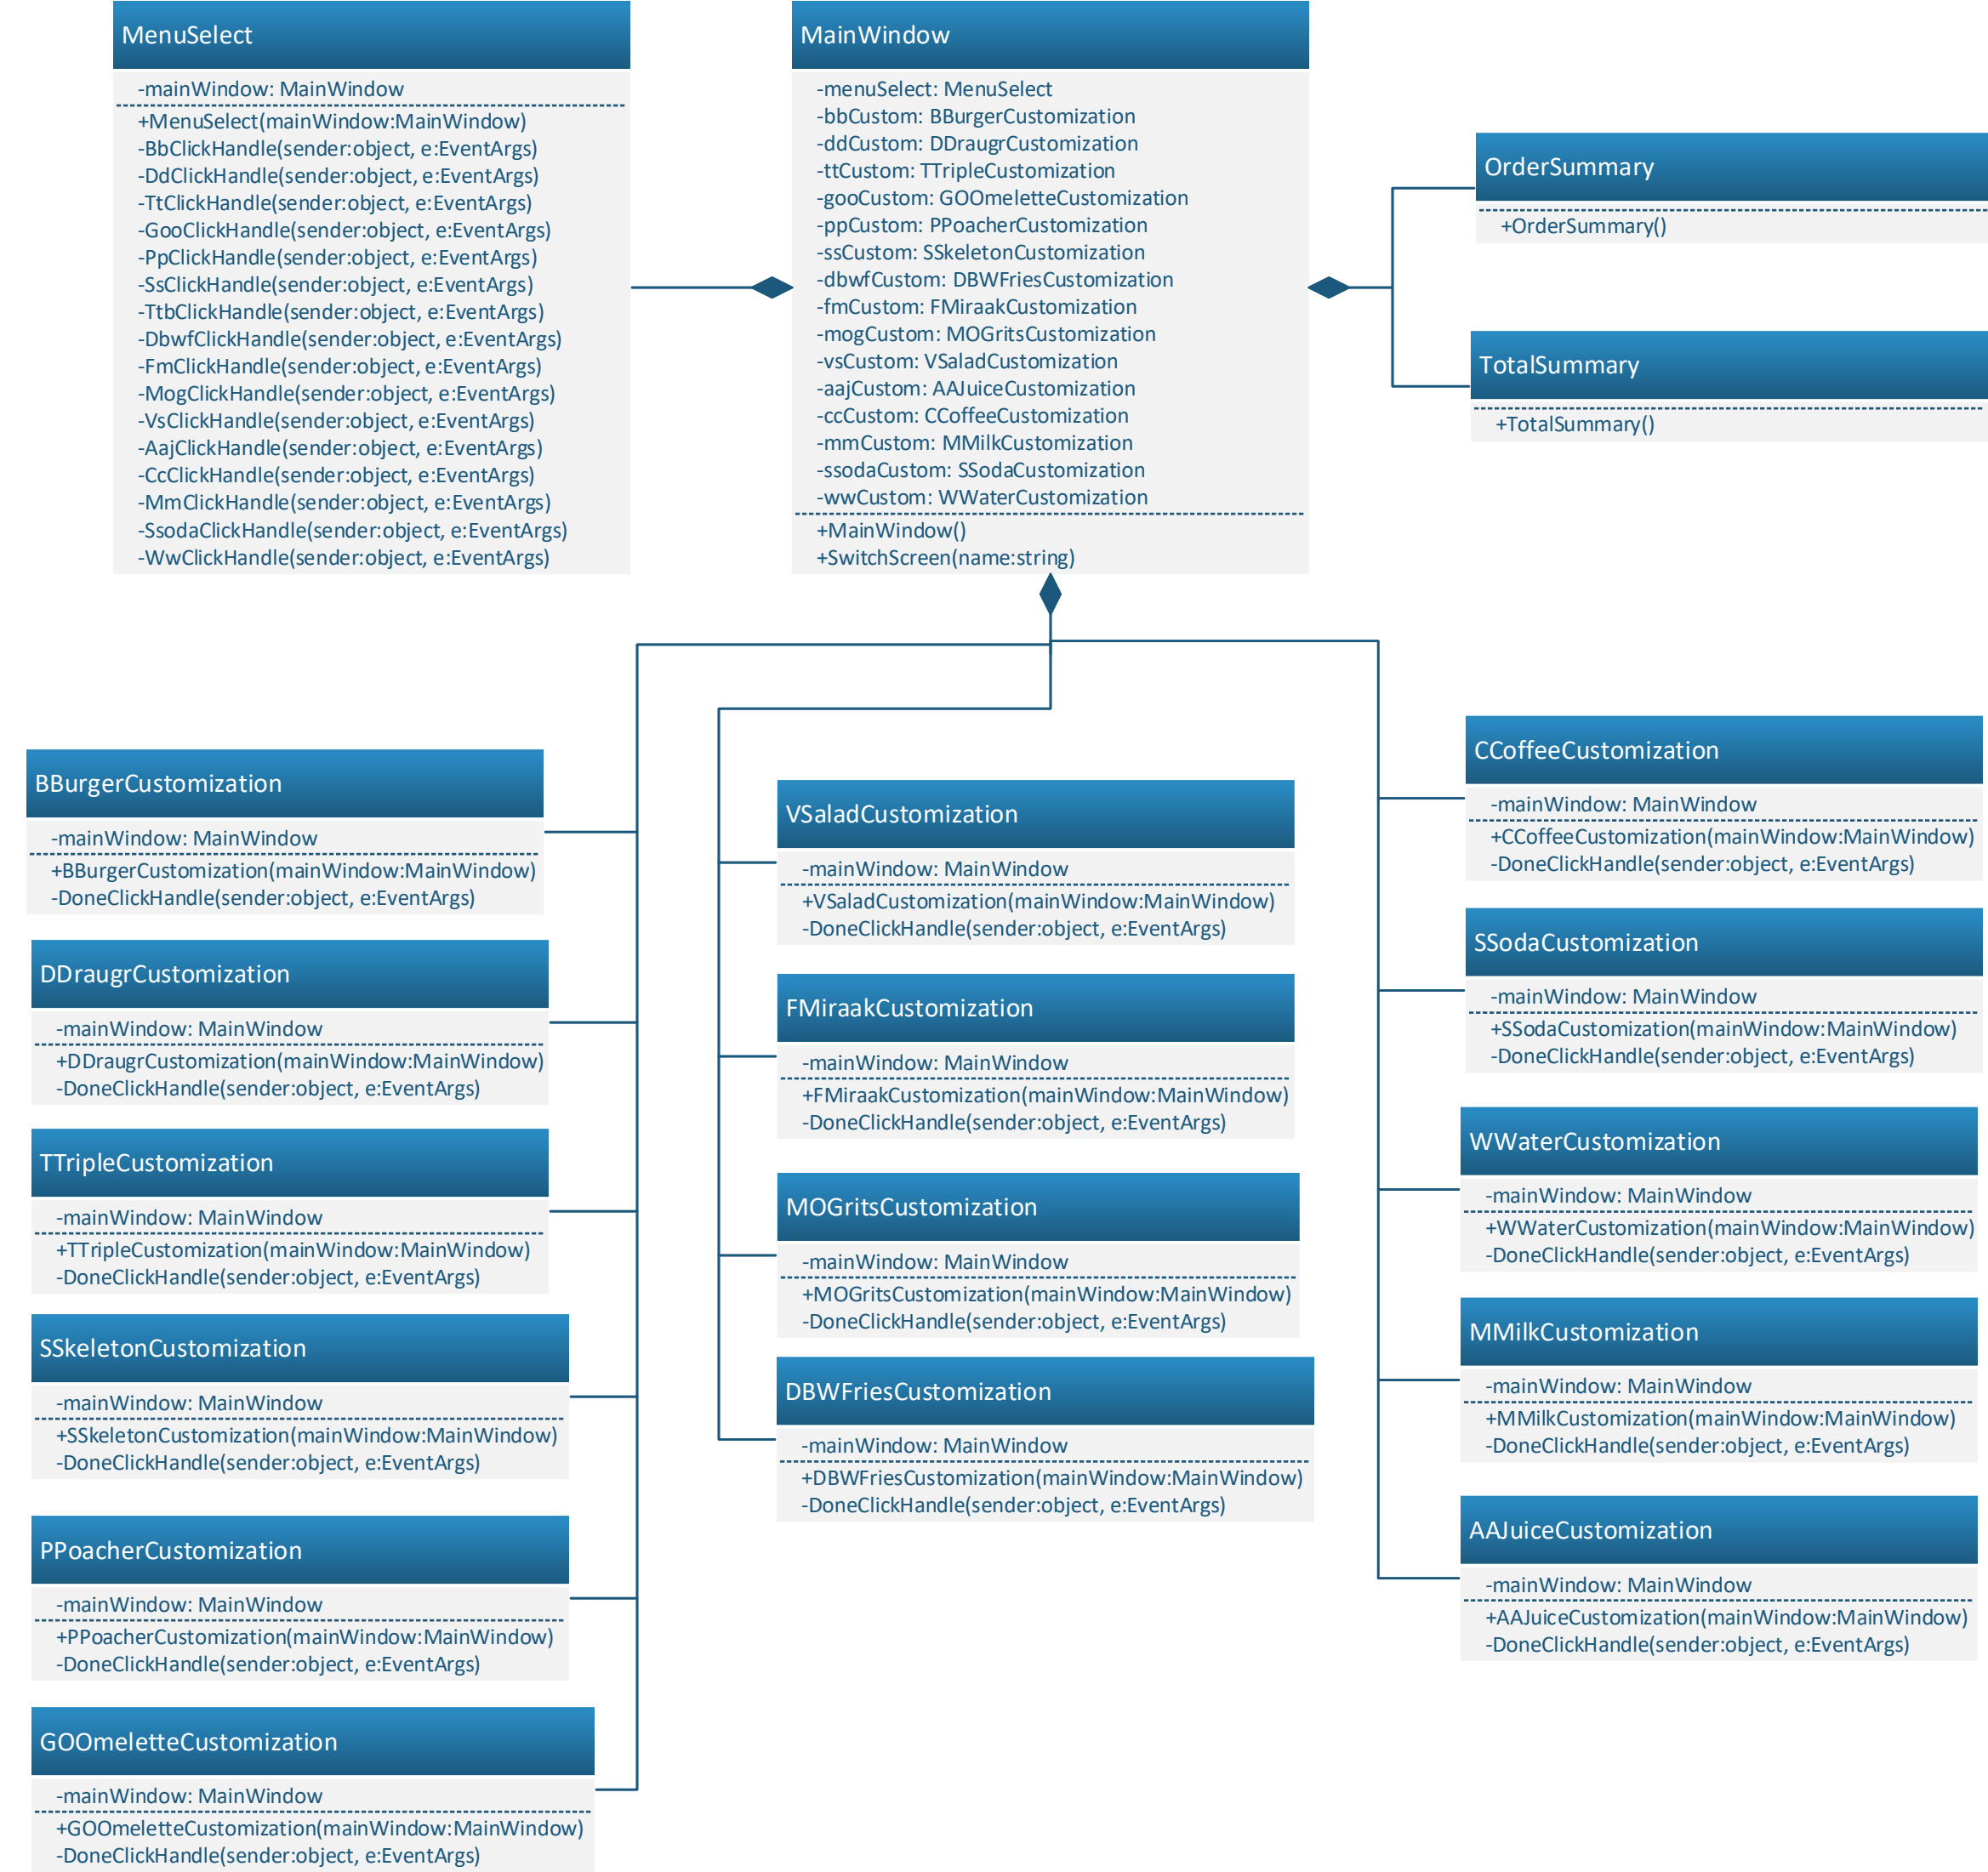 MenuSelect
-mainWindow: MainWindow
+MenuSelect(mainWindow:MainWindow)
-BbClickHandle(sender:object, e:EventArgs)
-DdClickHandle(sender:object, e:EventArgs)
-TtClickHandle(sender:object, e:EventArgs)
-GooClickHandle(sender:object, e:EventArgs)
-PpClickHandle(sender:object, e:EventArgs)
-SsClickHandle(sender:object, e:EventArgs)
-TtbClickHandle(sender:object, e:EventArgs)
-DbwfClickHandle(sender:object, e:EventArgs)
-FmClickHandle(sender:object, e:EventArgs)
-MogClickHandle(sender:object, e:EventArgs)
-VsClickHandle(sender:object, e:EventArgs)
-AajClickHandle(sender:object, e:EventArgs)
-CcClickHandle(sender:object, e:EventArgs)
-MmClickHandle(sender:object, e:EventArgs)
-SsodaClickHandle(sender:object, e:EventArgs)
-WwClickHandle(sender:object, e:EventArgs)
MainWindow
-menuSelect: MenuSelect
-bbCustom: BBurgerCustomization
-ddCustom: DDraugrCustomization
-ttCustom: TTripleCustomization
-gooCustom: GOOmeletteCustomization
-ppCustom: PPoacherCustomization
-ssCustom: SSkeletonCustomization
-dbwfCustom: DBWFriesCustomization
-fmCustom: FMiraakCustomization
-mogCustom: MOGritsCustomization
-vsCustom: VSaladCustomization
-aajCustom: AAJuiceCustomization
-ccCustom: CCoffeeCustomization
-mmCustom: MMilkCustomization
-ssodaCustom: SSodaCustomization
-wwCustom: WWaterCustomization
+MainWindow()
+SwitchScreen(name:string)
OrderSummary
+OrderSummary()
TotalSummary
+TotalSummary()
BBurgerCustomization
-mainWindow: MainWindow
+BBurgerCustomization(mainWindow:MainWindow)
-DoneClickHandle(sender:object, e:EventArgs)
DDraugrCustomization
-mainWindow: MainWindow
+DDraugrCustomization(mainWindow:MainWindow)
-DoneClickHandle(sender:object, e:EventArgs)
TTripleCustomization
-mainWindow: MainWindow
+TTripleCustomization(mainWindow:MainWindow)
-DoneClickHandle(sender:object, e:EventArgs)
SSkeletonCustomization
-mainWindow: MainWindow
+SSkeletonCustomization(mainWindow:MainWindow)
-DoneClickHandle(sender:object, e:EventArgs)
PPoacherCustomization
-mainWindow: MainWindow
+PPoacherCustomization(mainWindow:MainWindow)
-DoneClickHandle(sender:object, e:EventArgs)
GOOmeletteCustomization
-mainWindow: MainWindow
+GOOmeletteCustomization(mainWindow:MainWindow)
-DoneClickHandle(sender:object, e:EventArgs)
VSaladCustomization
-mainWindow: MainWindow
+VSaladCustomization(mainWindow:MainWindow)
-DoneClickHandle(sender:object, e:EventArgs)
FMiraakCustomization
-mainWindow: MainWindow
+FMiraakCustomization(mainWindow:MainWindow)
-DoneClickHandle(sender:object, e:EventArgs)
MOGritsCustomization
-mainWindow: MainWindow
+MOGritsCustomization(mainWindow:MainWindow)
-DoneClickHandle(sender:object, e:EventArgs)
DBWFriesCustomization
-mainWindow: MainWindow
+DBWFriesCustomization(mainWindow:MainWindow)
-DoneClickHandle(sender:object, e:EventArgs)
CCoffeeCustomization
-mainWindow: MainWindow
+CCoffeeCustomization(mainWindow:MainWindow)
-DoneClickHandle(sender:object, e:EventArgs)
SSodaCustomization
-mainWindow: MainWindow
+SSodaCustomization(mainWindow:MainWindow)
-DoneClickHandle(sender:object, e:EventArgs)
WWaterCustomization
-mainWindow: MainWindow
+WWaterCustomization(mainWindow:MainWindow)
-DoneClickHandle(sender:object, e:EventArgs)
MMilkCustomization
-mainWindow: MainWindow
+MMilkCustomization(mainWindow:MainWindow)
-DoneClickHandle(sender:object, e:EventArgs)
AAJuiceCustomization
-mainWindow: MainWindow
+AAJuiceCustomization(mainWindow:MainWindow)
-DoneClickHandle(sender:object, e:EventArgs)